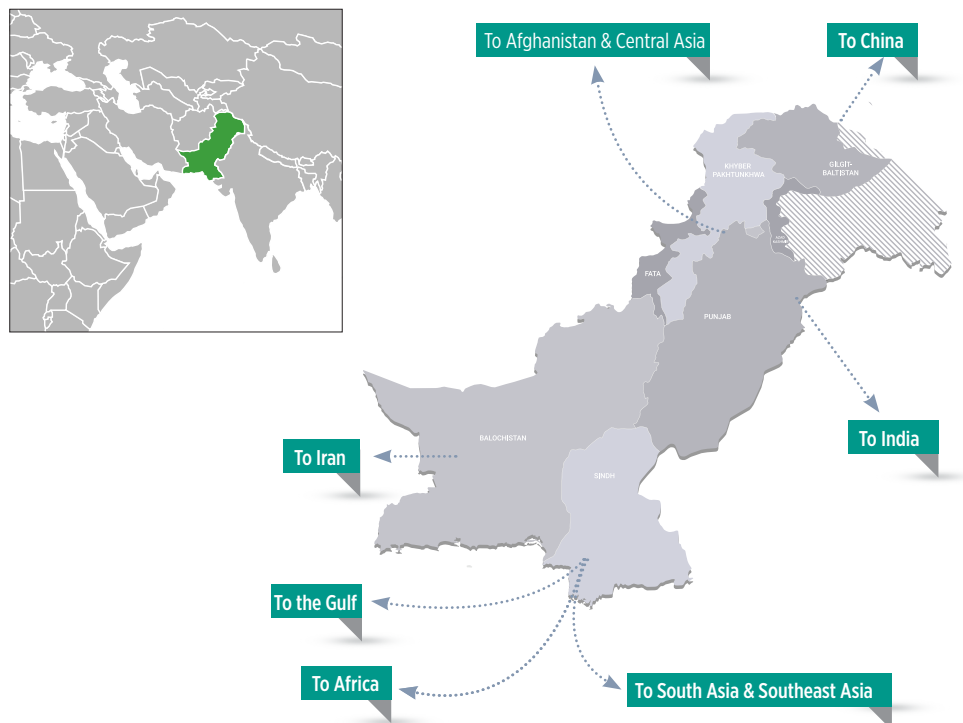 To Afghanistan & Central Asia
To China
KHYBER
PAKHTUNKHWA
GILGIT-
BALTISTAN
FATA
PUNJAB
To India
BALOCHISTAN
To Iran
SINDH
To the Gulf
To Africa
To South Asia & Southeast Asia